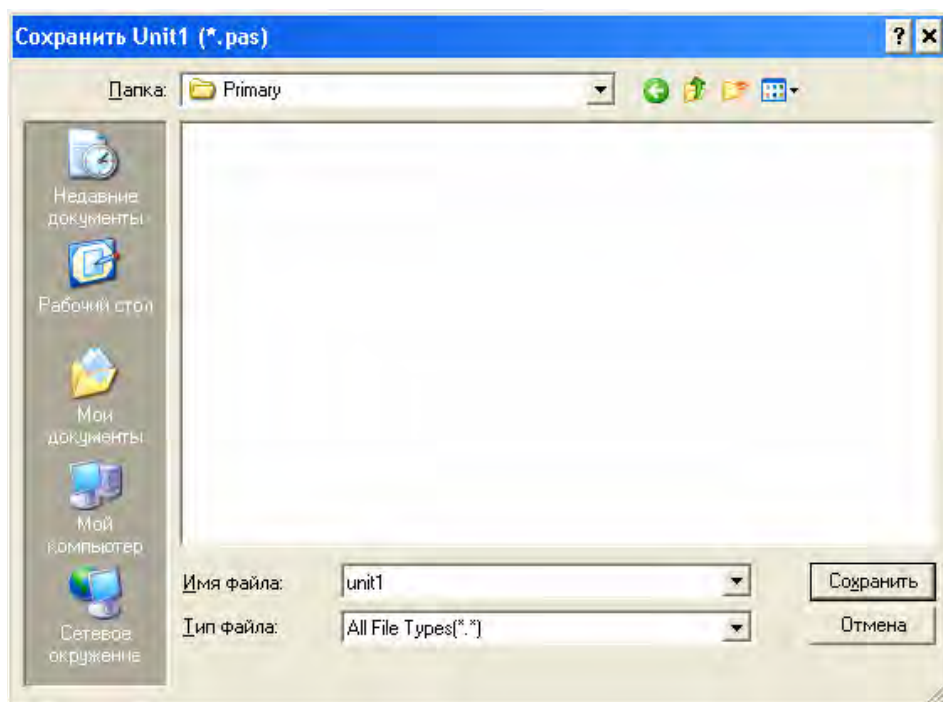 Сохранить Unit1 (*.pas)
Папка:
Primary
Недавние
документы
Рабочий стол
Мои
документы
Мой
компьютер
Сетевое
окружение
Имя файла:
unit1
Сохранить
Тип файла:
All File Types(*.*)
Отмена